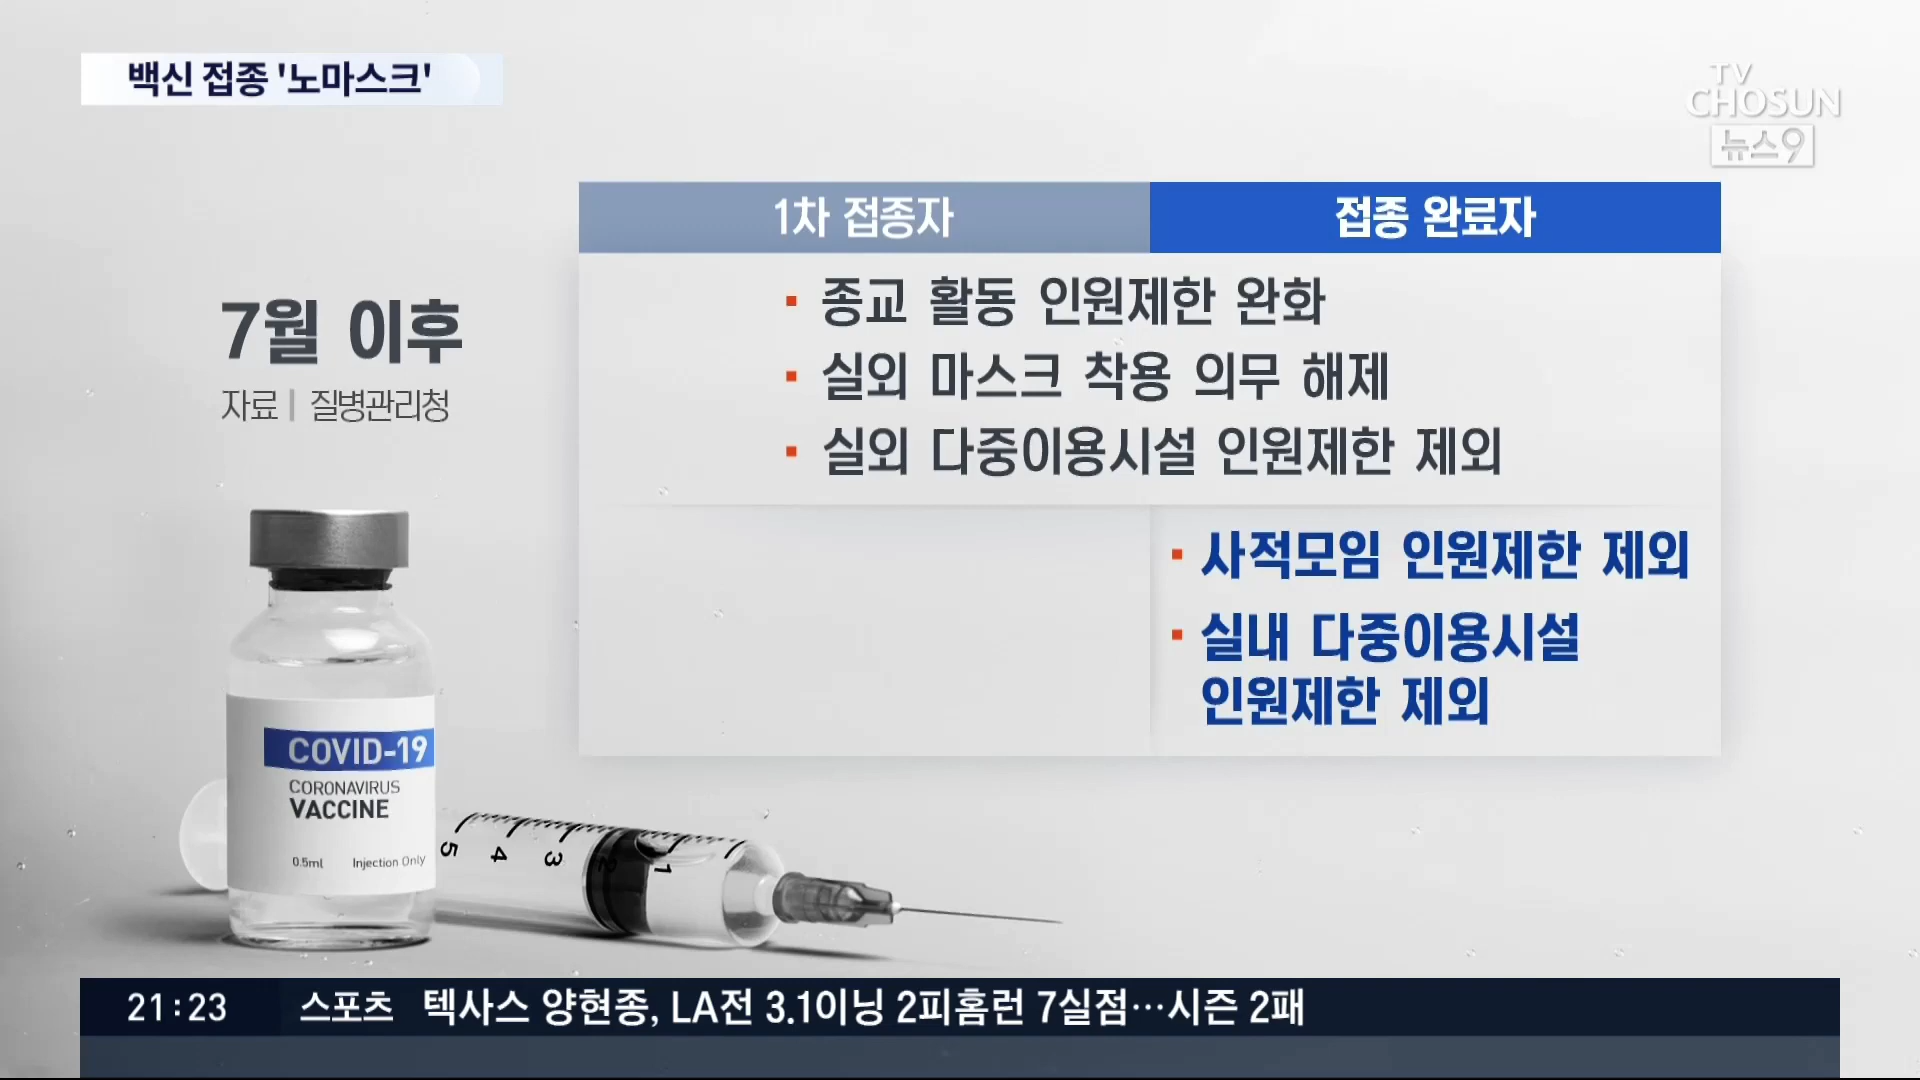 백신 접종 '노마스크'
TV
CHOSUN
뉴스9
7월 이후
자료 | 질병관리청
1차 접종자
접종 완료자
종교 활동 인원제한 완화
실외 마스크 착용 의무 해제
실외 다중이용시설 인원제한 제외
사적모임 인원제한 제외
실내 다중이용시설
인원제한 제외
COVID-19
CORONAVIRUS
VACCINE
0.5ml Injection Only
5 4 3 2 1
21:23 스포츠 텍사스 양현종, LA전 3.1이닝 2피홈런 7실점…시즌 2패